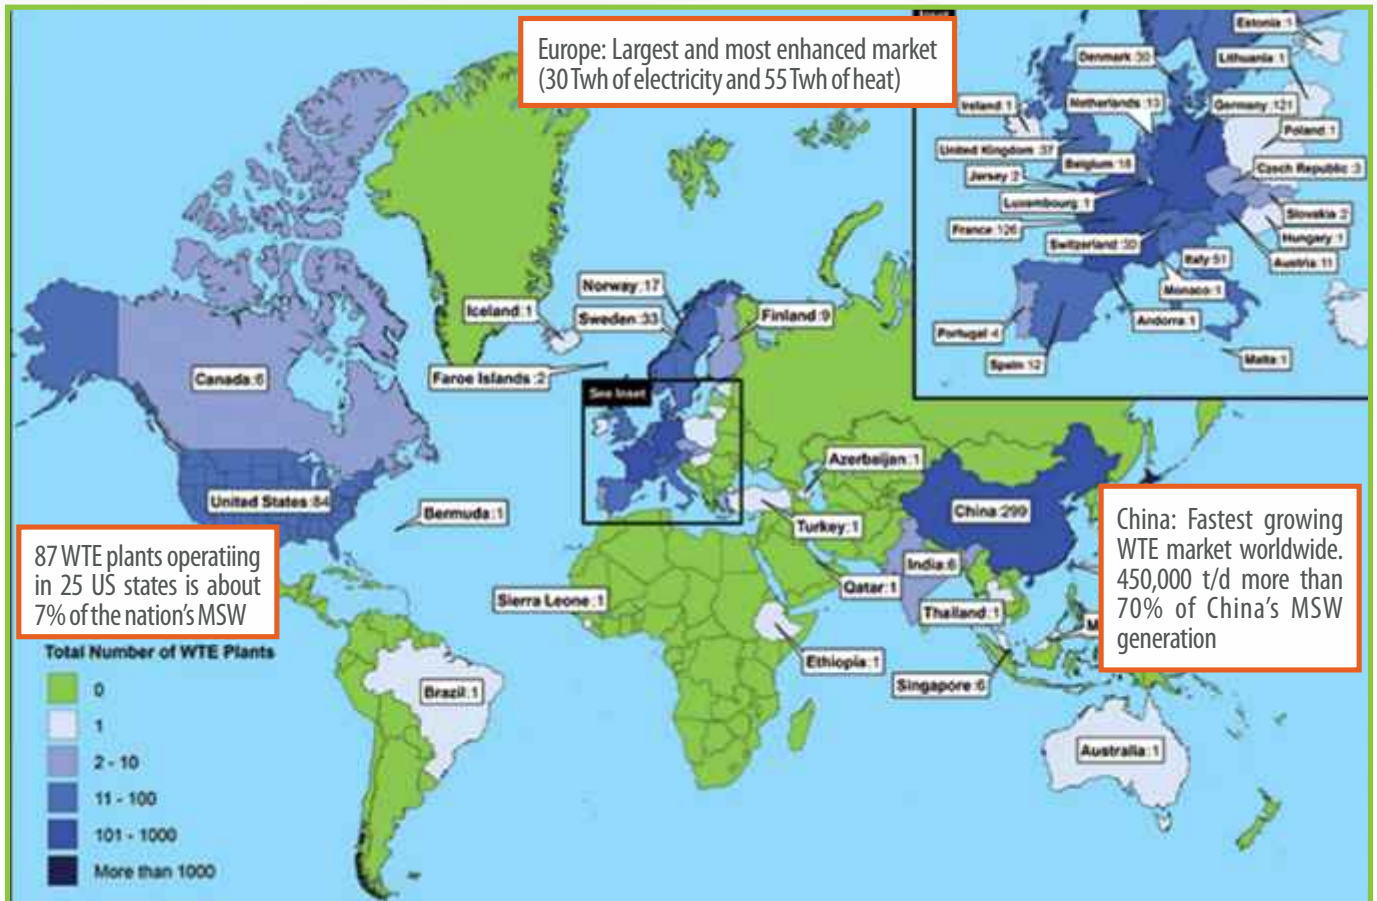 Europe: Largest and most enhanced market
(30 Twh of electricity and 55 Twh of heat)
Estonia:1
Denmark:30
Lithuania:1
Ireland:1
Netherlands:13
Germany:121
Poland:1
United Kingdom:37
Belgium:18
Czech Republic:3
Jersey:2
Luxembourg:1
Slovakia:2
France:126
Switzerland:30
Hungary:1
Italy:51
Austria:11
Monaco:1
Portugal:4
Andorra:1
Spain:12
Malta:1
Norway:17
Iceland:1
Sweden:33
Finland:9
Canada:6
Faroe Islands:2
See Inset
Azerbaijan:1
United States:84
Bermuda:1
China:299
Turkey:1
87 WTE plants operatiing
in 25 US states is about
7% of the nation's MSW
China: Fastest growing
WTE market worldwide.
450,000 t/d more than
70% of China's MSW
generation
India:6
Qatar:1
Sierra Leone:1
Thailand:1
M
Ethiopia:1
Singapore:6
Total Number of WTE Plants
0
1
2 - 10
11 - 100
101 - 1000
More than 1000
Brazil:1
Australia:1